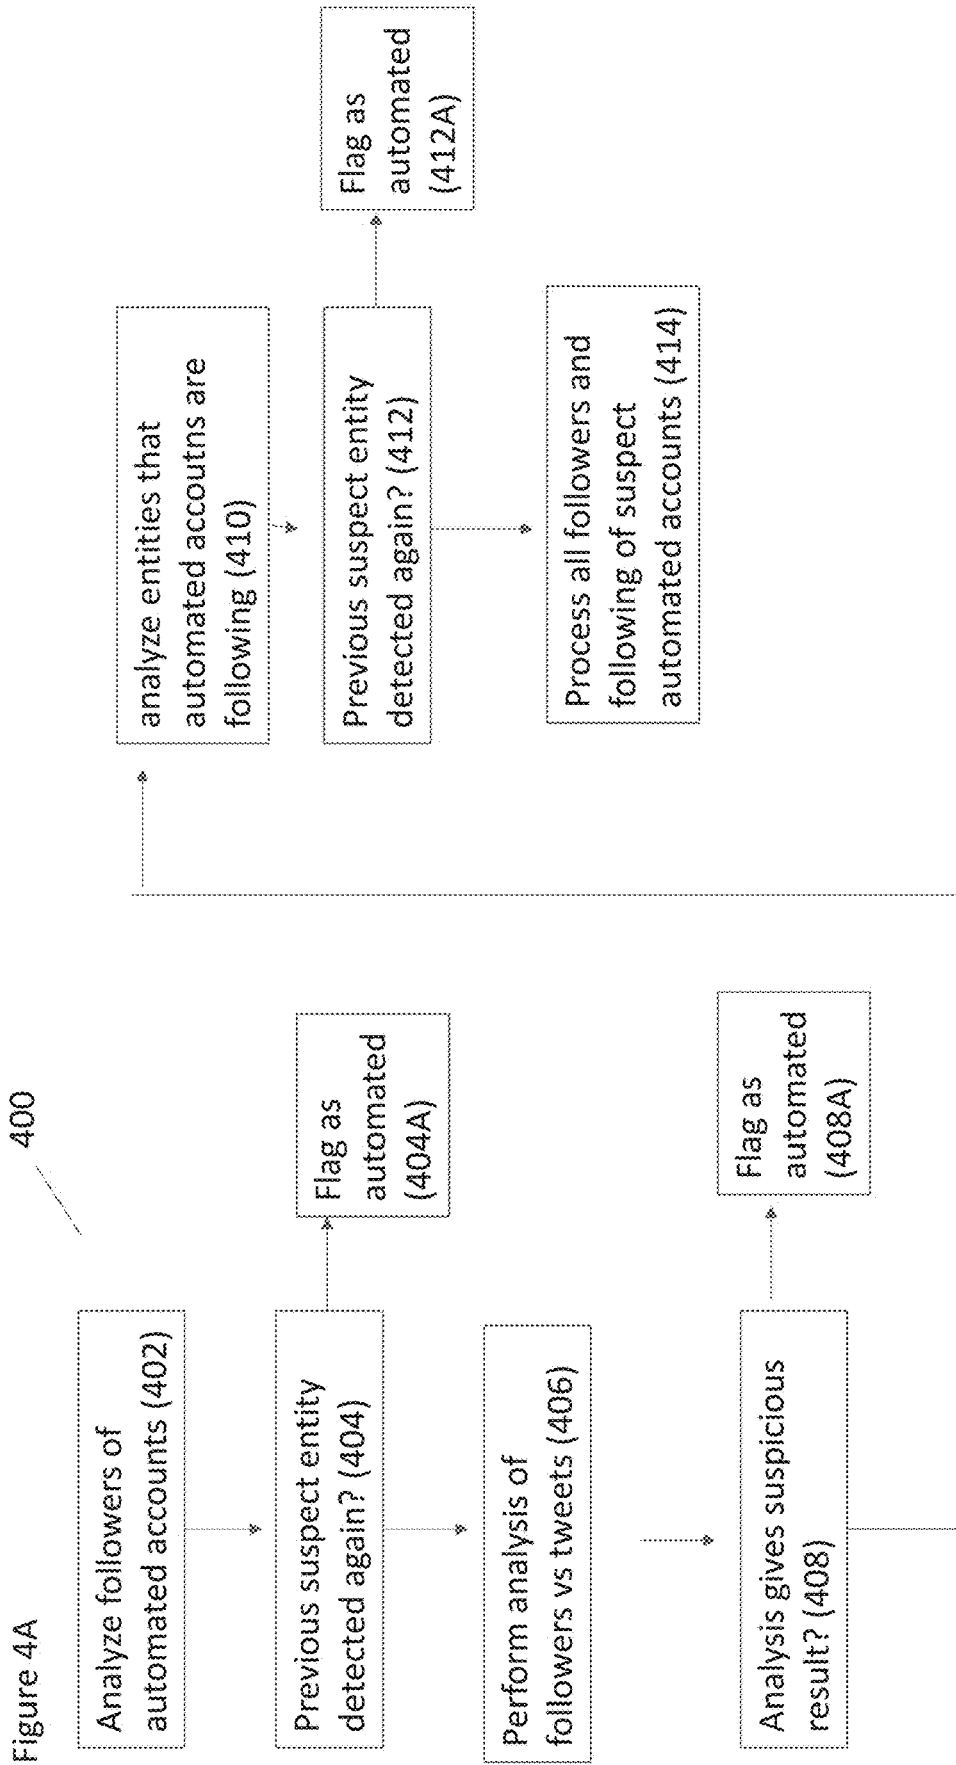 Figure 4A
400
Analyze followers of
automated accounts (402)
Previous suspect entity
detected again? (404)
Flag as
automated
(404A)
Perform analysis of
followers vs tweets (406)
Analysis gives suspicious
result? (408)
Flag as
automated
(408A)
analyze entities that
automated accoutns are
following (410)
Previous suspect entity
detected again? (412)
Flag as
automated
(412A)
Process all followers and
following of suspect
automated accounts (414)